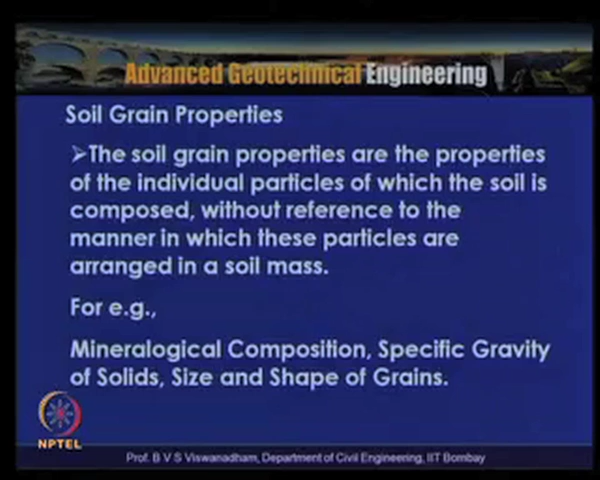 Advanced Geotechnical Engineering
Soil Grain Properties
➢The soil grain properties are the properties
of the individual particles of which the soil is
composed, without reference to the
manner in which these particles are
arranged in a soil mass.
For e.g.,
Mineralogical Composition, Specific Gravity
of Solids, Size and Shape of Grains.
NPTEL
Prof. B V S Viswanadham, Department of Civil Engineering, IIT Bombay